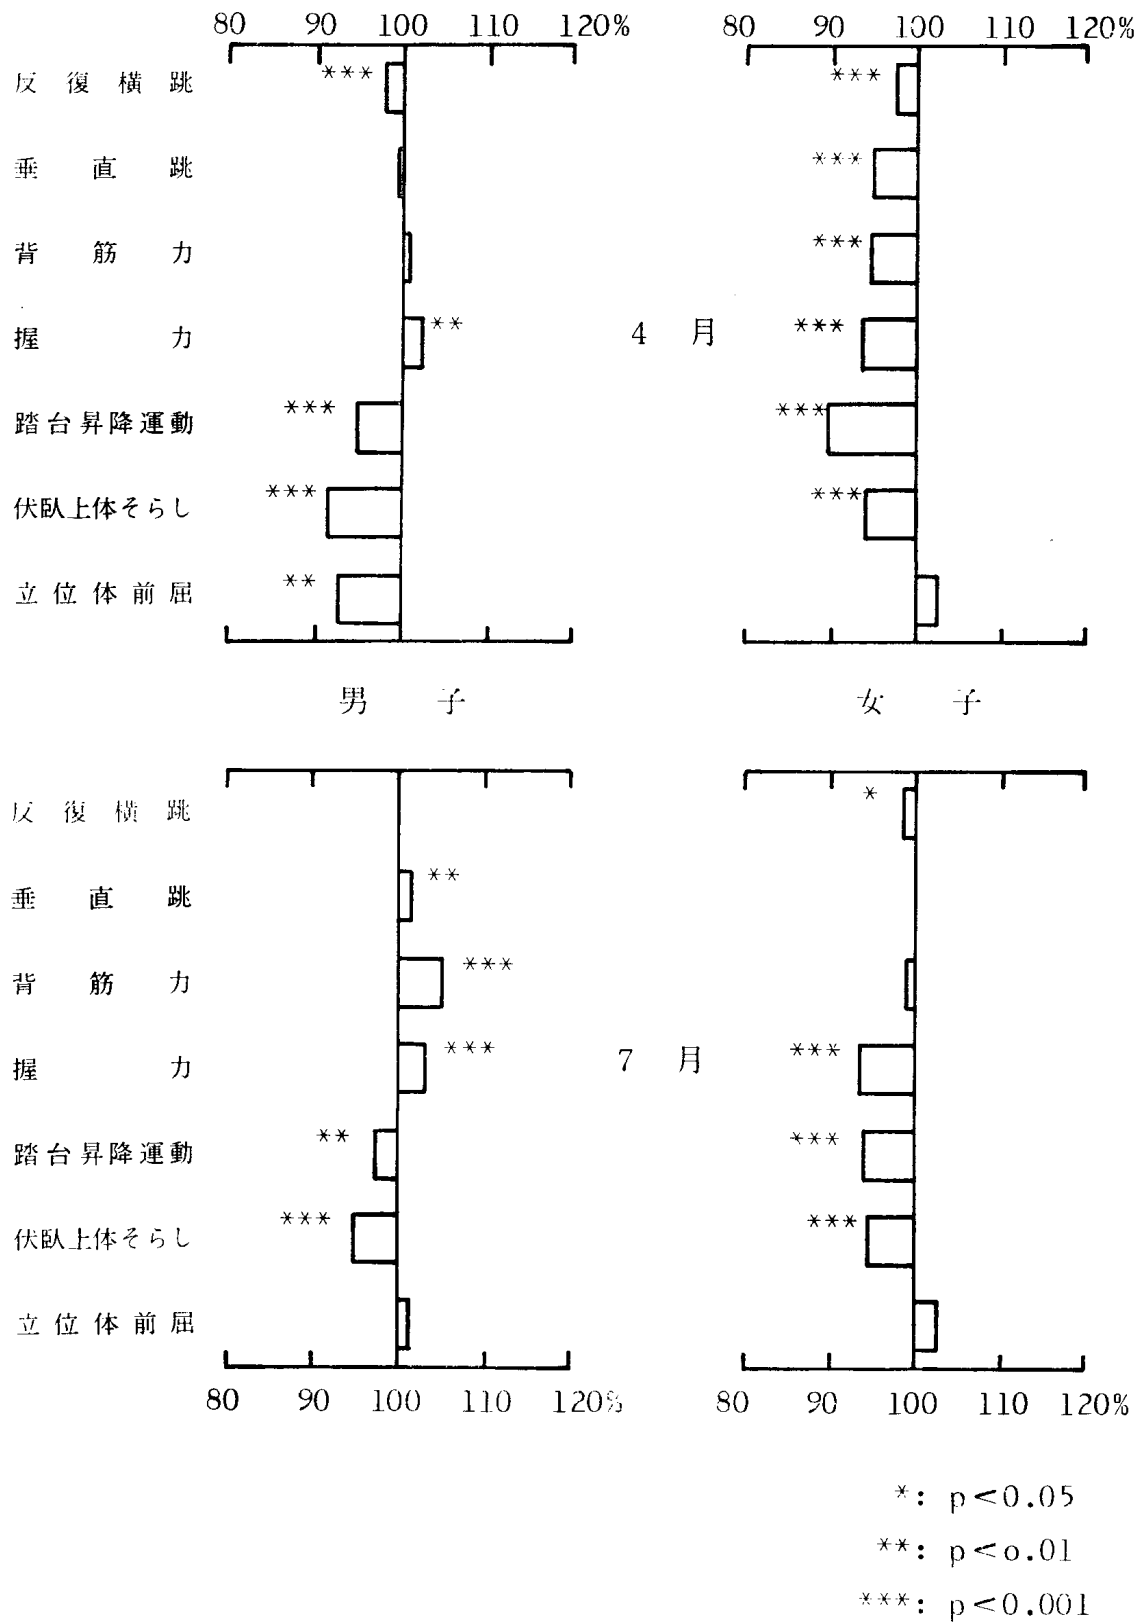 80 90 100 110 120% 80 90 100 110 120%
反復横跳 *** ***
垂直跳 ***
背筋力 ***
握力 ** 4月 ***
踏台昇降運動 *** ***
伏臥上体そらし *** ***
立位体前屈 **
男子 女子
反復横跳 *
垂直跳 **
背筋力 ***
握力 *** 7月 ***
踏台昇降運動 ** ***
伏臥上体そらし *** ***
立位体前屈
80 90 100 110 120% 80 90 100 110 120%
*: p<0.05
**: p<o.01
***: p<0.001